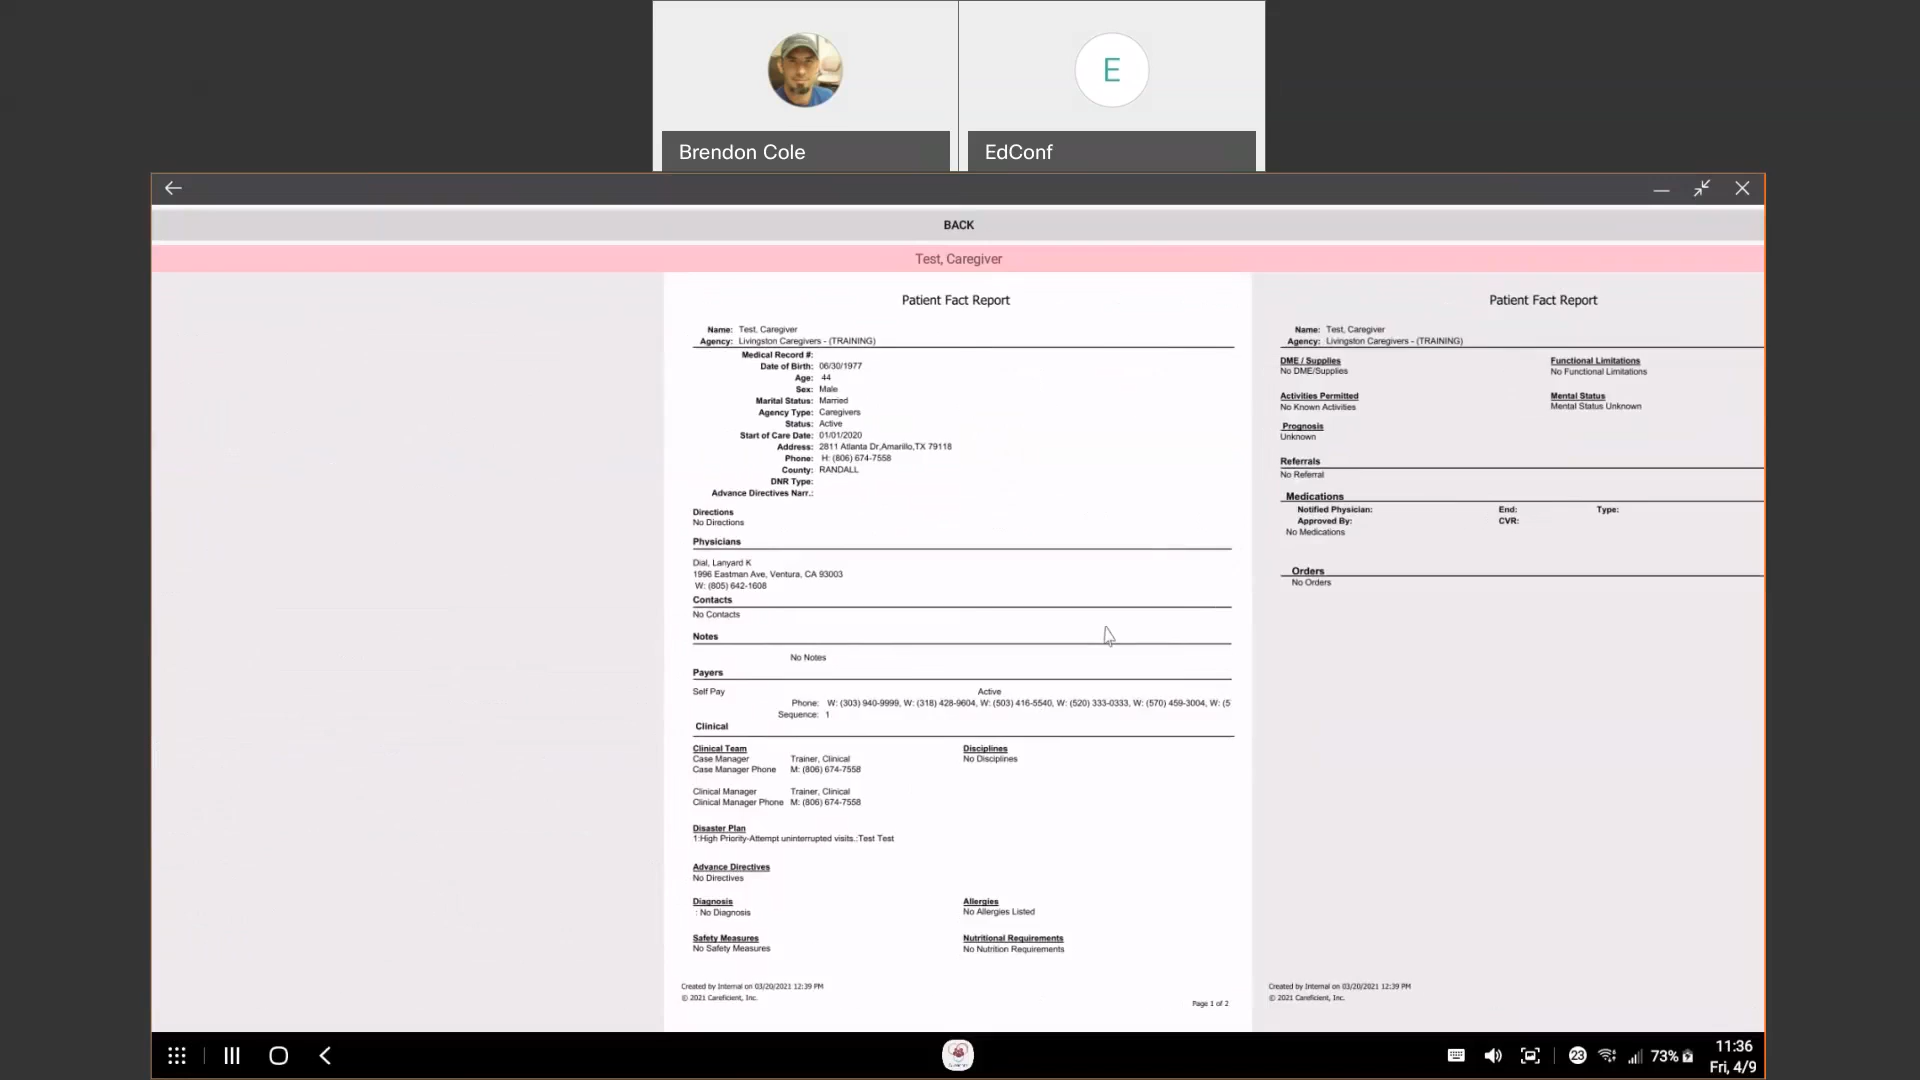 E
Brendon Cole
EdConf
BACK
Test, Caregiver
Patient Fact Report
Name: Test, Caregiver
Agency: Livingston Caregivers - (TRAINING)
Medical Record #:
Date of Birth: 06/30/1977
Age: 44
Sex: Male
Marital Status: Married
Agency Type: Caregivers
Status: Active
Start of Care Date: 01/01/2020
Address: 2811 Atlanta Dr,Amarillo,TX 79118
Phone: H: (806) 674-7558
County: RANDALL
DNR Type:
Advance Directives Narr.:
Directions
No Directions
Physicians
Dial, Lanyard K
1996 Eastman Ave, Ventura, CA 93003
W: (805) 642-1608
Contacts
No Contacts
Notes
No Notes
Payers
Self Pay Active
Phone: W: (303) 940-9999, W: (318) 428-9604, W: (503) 416-5540, W: (520) 333-0333, W: (570) 459-3004, W: (5
Sequence: 1
Clinical
Clinical Team Disciplines
Case Manager Trainer, Clinical No Disciplines
Case Manager Phone M: (806) 674-7558
Clinical Manager Trainer, Clinical
Clinical Manager Phone M: (806) 674-7558
Disaster Plan
1:High Priority-Attempt uninterrupted visits.:Test Test
Advance Directives
No Directives
Diagnosis Allergies
: No Diagnosis No Allergies Listed
Safety Measures Nutritional Requirements
No Safety Measures No Nutrition Requirements
Created by Internal on 03/20/2021 12:39 PM
© 2021 Careficient, Inc.
Page 1 of 2
Patient Fact Report
Name: Test, Caregiver
Agency: Livingston Caregivers - (TRAINING)
DME / Supplies Functional Limitations
No DME/Supplies No Functional Limitations
Activities Permitted Mental Status
No Known Activities Mental Status Unknown
Prognosis
Unknown
Referrals
No Referral
Medications
Notified Physician: End: Type:
Approved By: CVR:
No Medications
Orders
No Orders
Created by Internal on 03/20/2021 12:39 PM
© 2021 Careficient, Inc.
23 73% 11:36
Fri, 4/9